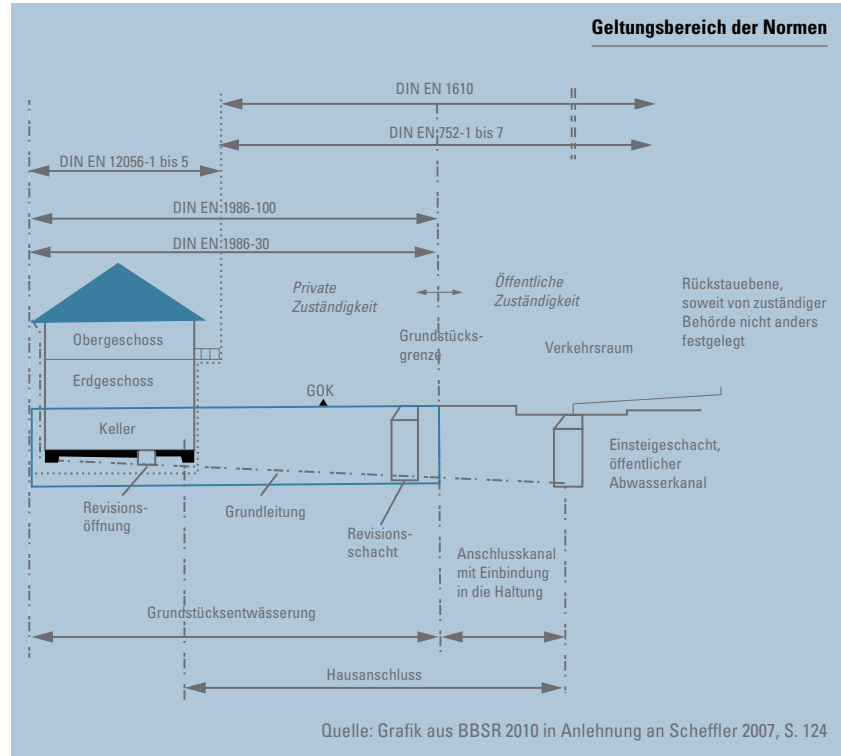 Geltungsbereich der Normen
DIN EN 1610
DIN EN 752-1 bis 7
DIN EN 12056-1 bis 5
DIN EN 1986-100
DIN EN 1986-30
Private
Zuständigkeit
Öffentliche
Zuständigkeit
Rückstauebene,
soweit von zuständiger
Behörde nicht anders
festgelegt
Grundstücks-
grenze
Verkehrsraum
Obergeschoss
Erdgeschoss
Keller
GOK
Einsteigeschacht,
öffentlicher
Abwasserkanal
Revisions-
öffnung
Grundleitung
Revisions-
schacht
Anschlusskanal
mit Einbindung
in die Haltung
Grundstücksentwässerung
Hausanschluss
Quelle: Grafik aus BBSR 2010 in Anlehnung an Scheffler 2007, S. 124